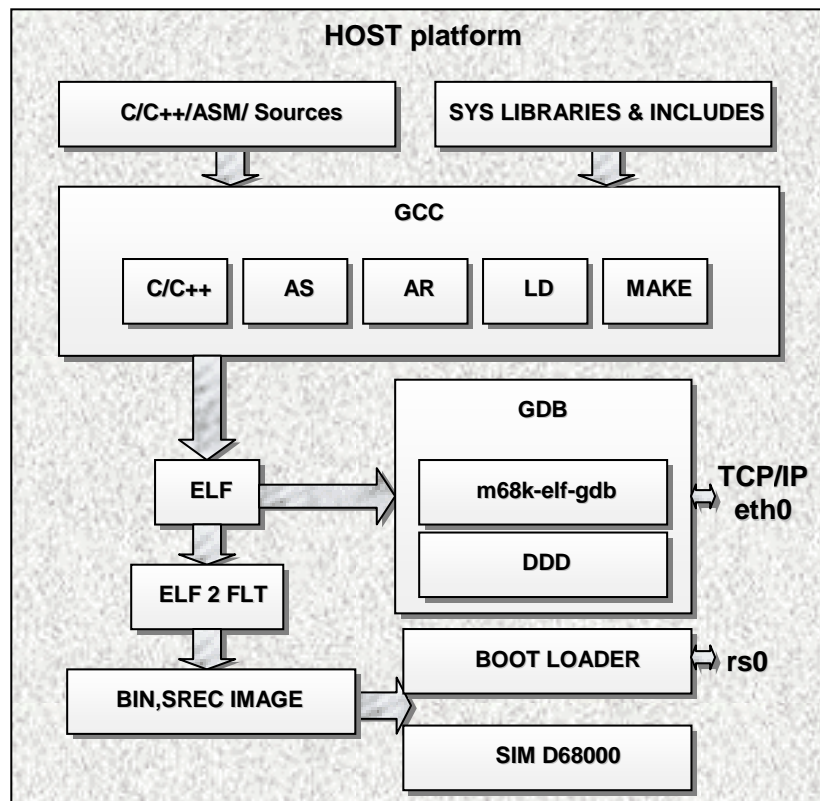 HOST platform
C/C++/ASM/ Sources
SYS LIBRARIES & INCLUDES
GCC
C/C++
AS
AR
LD
MAKE
GDB
m68k-elf-gdb
DDD
TCP/IP
eth0
ELF
ELF 2 FLT
BIN,SREC IMAGE
BOOT LOADER
rs0
SIM D68000